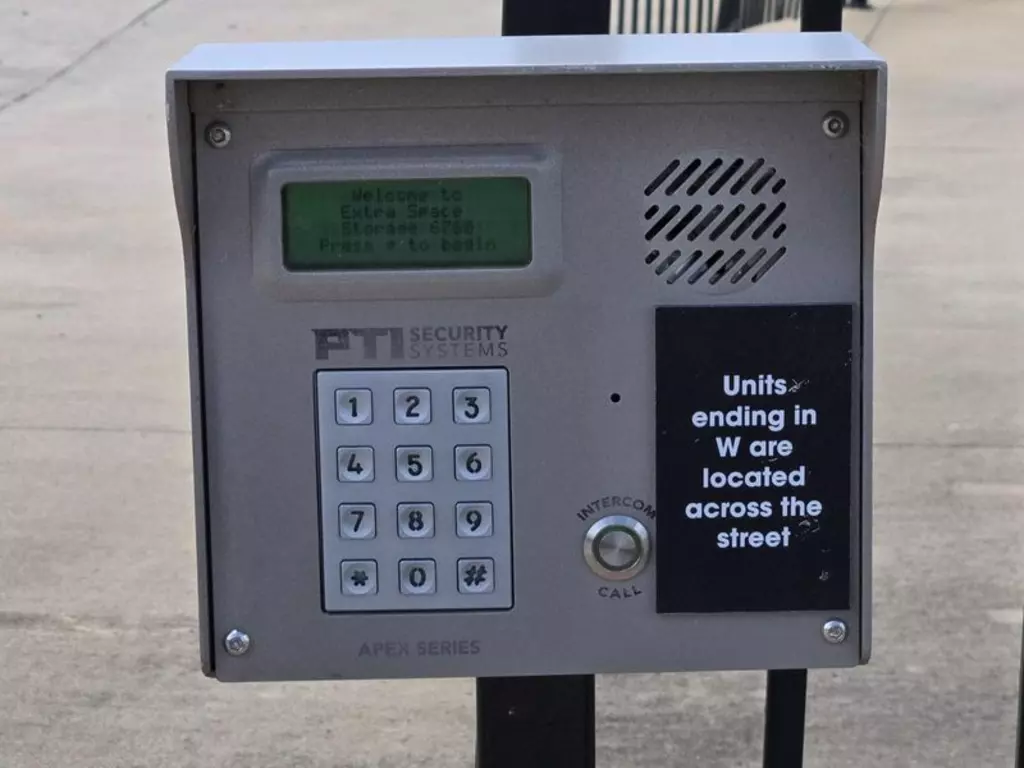 Welcome to
Extra Space
Storage
Press * to begin
PTI SECURITY
SYSTEMS
1 2 3
4 5 6
7 8 9
* 0 #
INTERCOM
CALL
APEX SERIES
Units
ending in
W are
located
across the
street